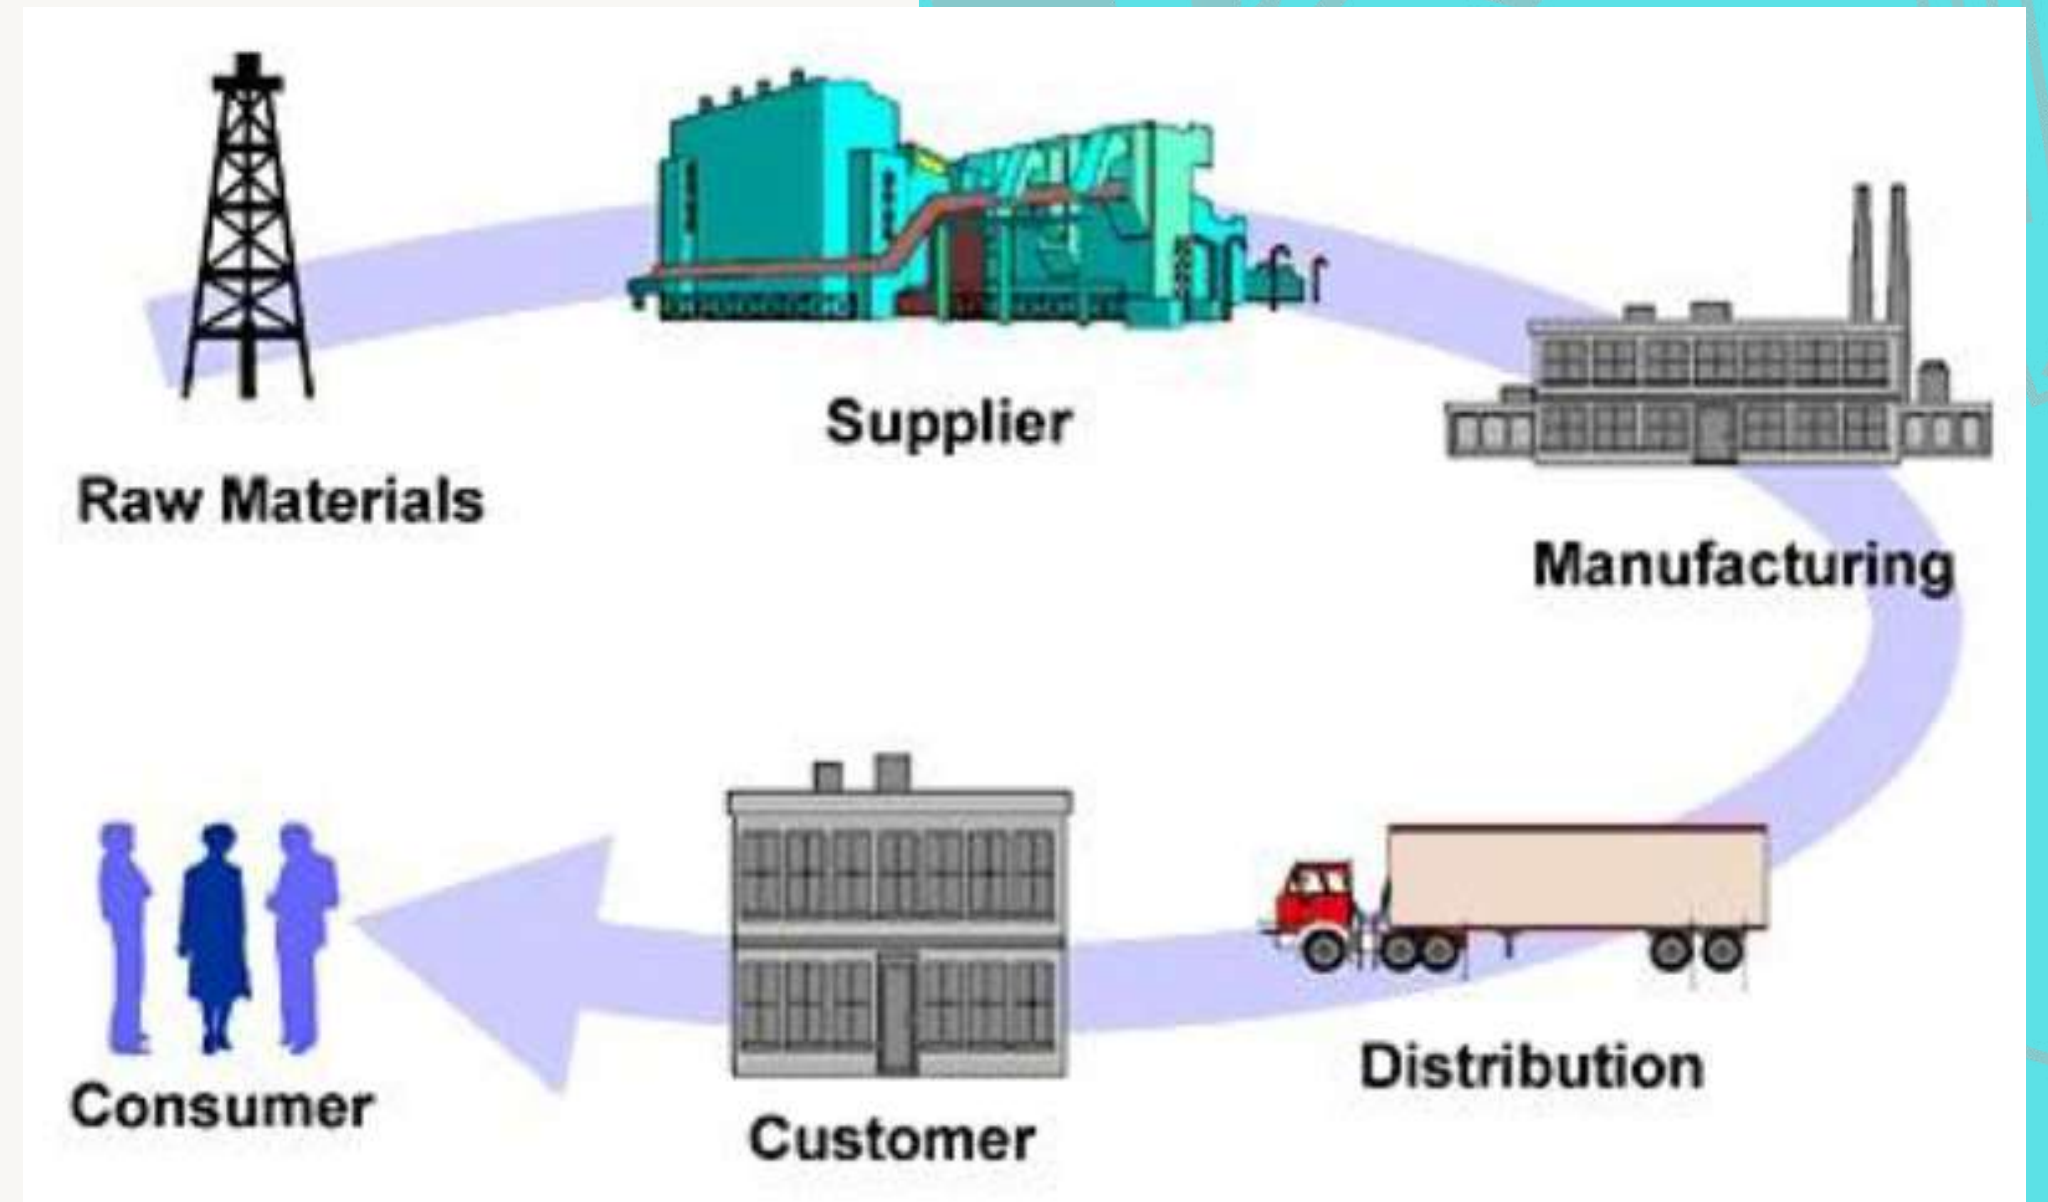 Raw Materials
Supplier
Manufacturing
Distribution
Customer
Consumer